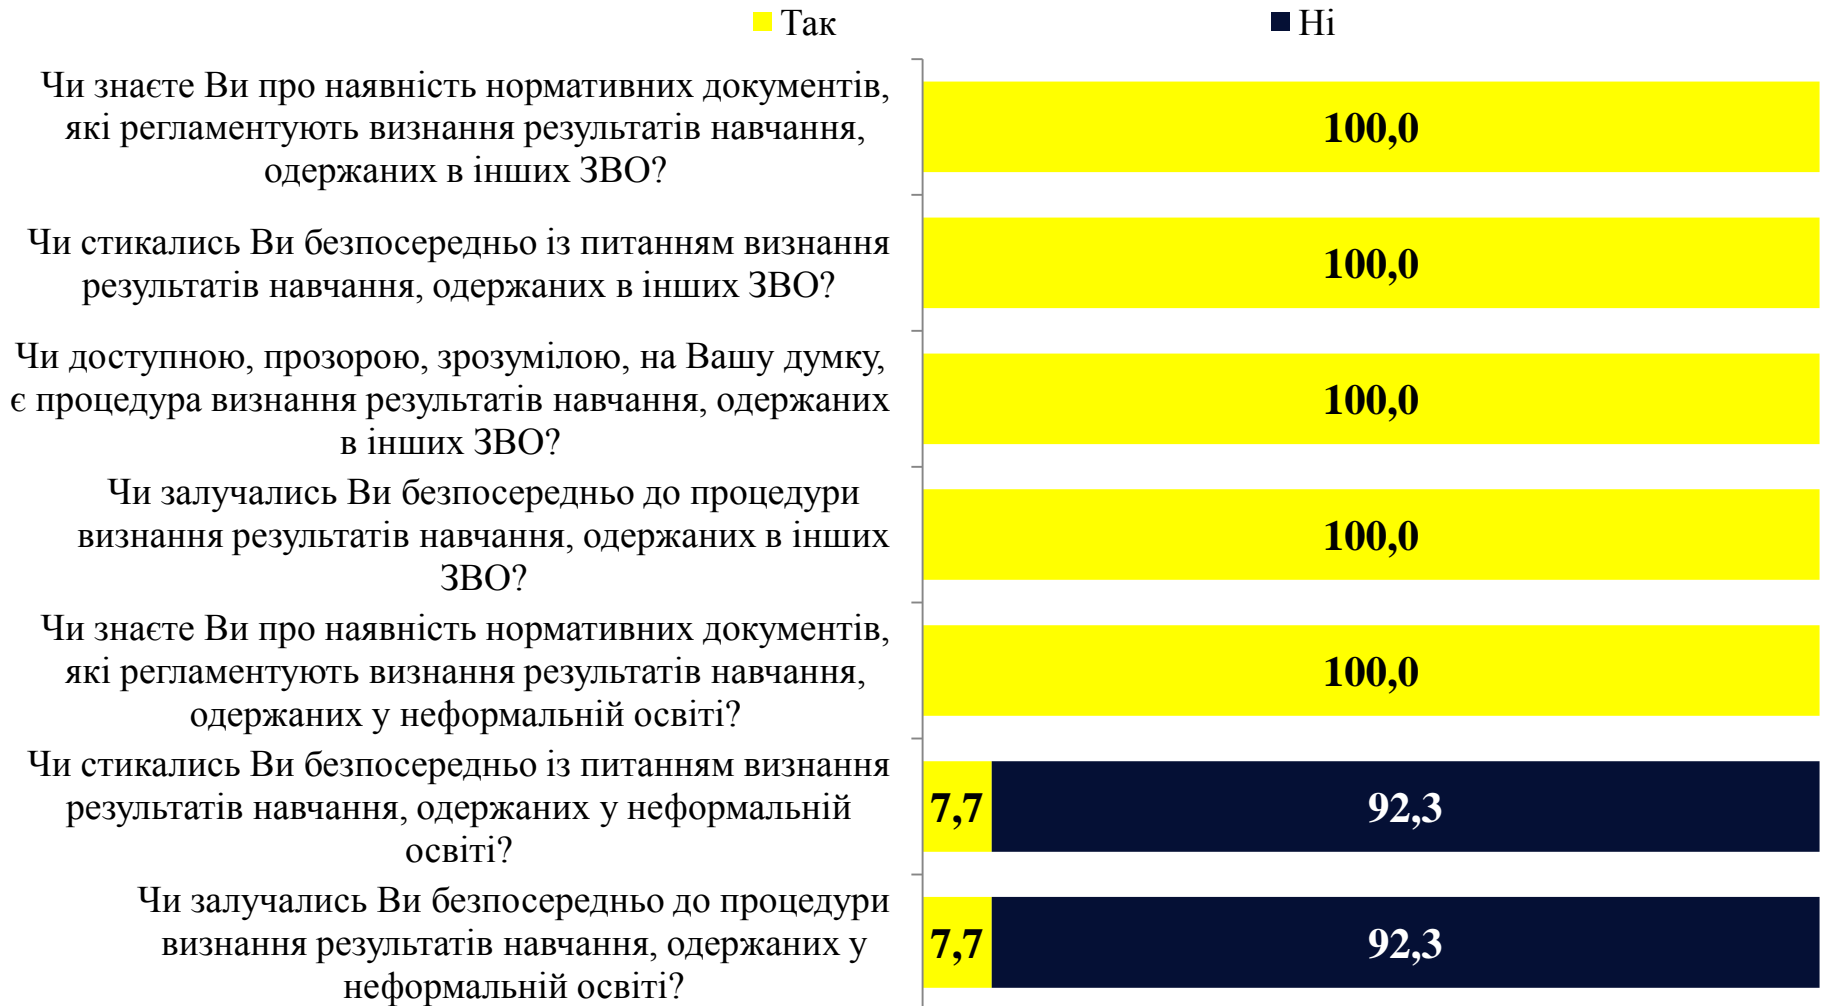 Так Ні
Чи знаєте Ви про наявність нормативних документів,
які регламентують визнання результатів навчання,
одержаних в інших ЗВО?
100,0
Чи стикались Ви безпосередньо із питанням визнання
результатів навчання, одержаних в інших ЗВО?
100,0
Чи доступною, прозорою, зрозумілою, на Вашу думку,
є процедура визнання результатів навчання, одержаних
в інших ЗВО?
100,0
Чи залучались Ви безпосередньо до процедури
визнання результатів навчання, одержаних в інших
ЗВО?
100,0
Чи знаєте Ви про наявність нормативних документів,
які регламентують визнання результатів навчання,
одержаних у неформальній освіті?
100,0
Чи стикались Ви безпосередньо із питанням визнання
результатів навчання, одержаних у неформальній
освіті?
7,7 92,3
Чи залучались Ви безпосередньо до процедури
визнання результатів навчання, одержаних у
неформальній освіті?
7,7 92,3